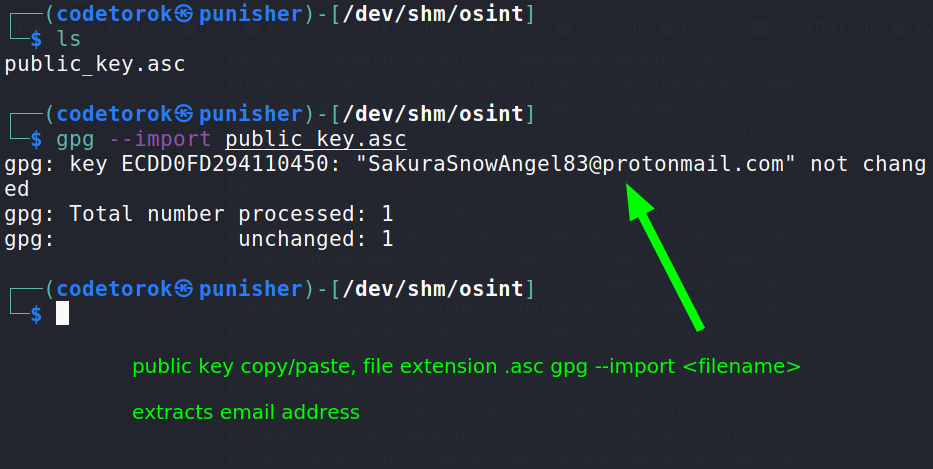 ┌──(codetorok㉿punisher)-[/dev/shm/osint]
└─$ ls
public_key.asc
┌──(codetorok㉿punisher)-[/dev/shm/osint]
└─$ gpg --import public_key.asc
gpg: key ECDD0FD294110450: "SakuraSnowAngel83@protonmail.com" not chang
ed
gpg: Total number processed: 1
gpg:              unchanged: 1
┌──(codetorok㉿punisher)-[/dev/shm/osint]
└─$
public key copy/paste, file extension .asc gpg --import <filename>
extracts email address